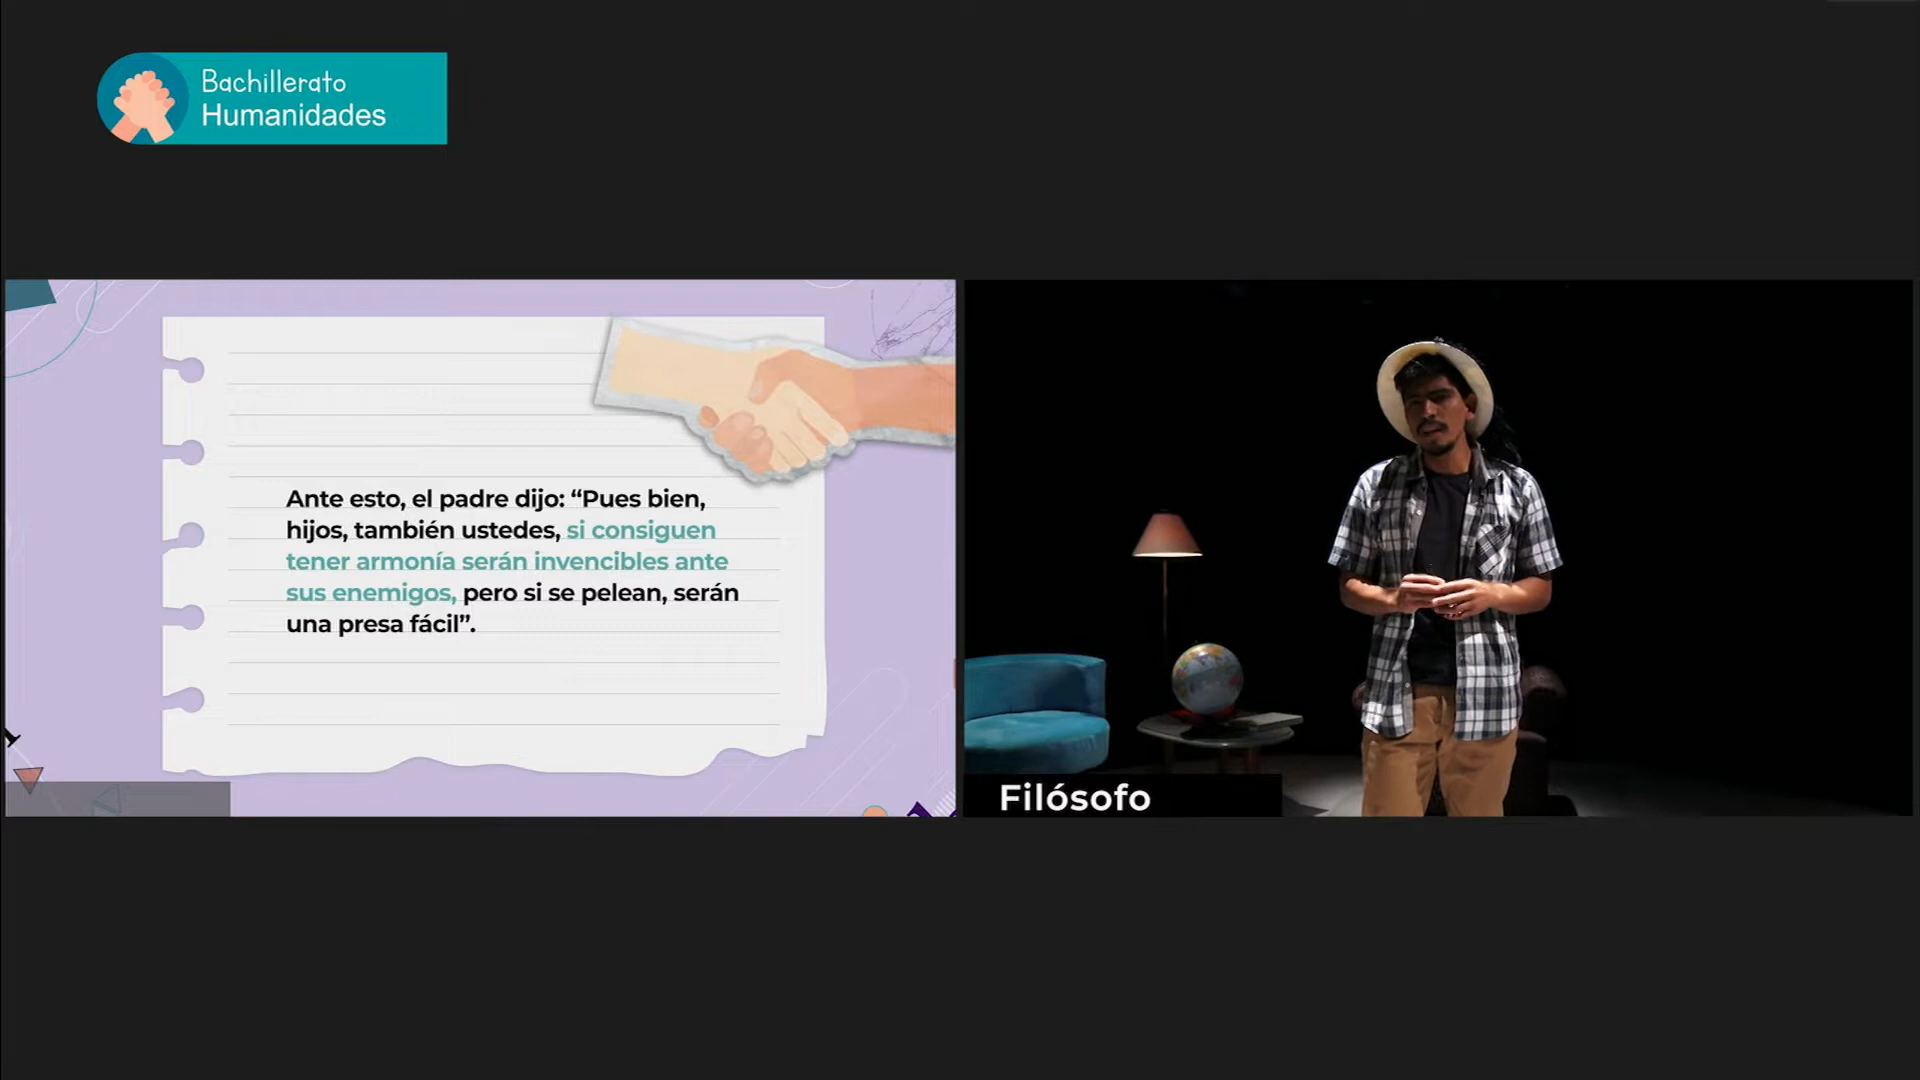 Bachillerato
Humanidades
Ante esto, el padre dijo: “Pues bien,
hijos, también ustedes, si consiguen
tener armonía serán invencibles ante
sus enemigos, pero si se pelean, serán
una presa fácil”.
Filósofo